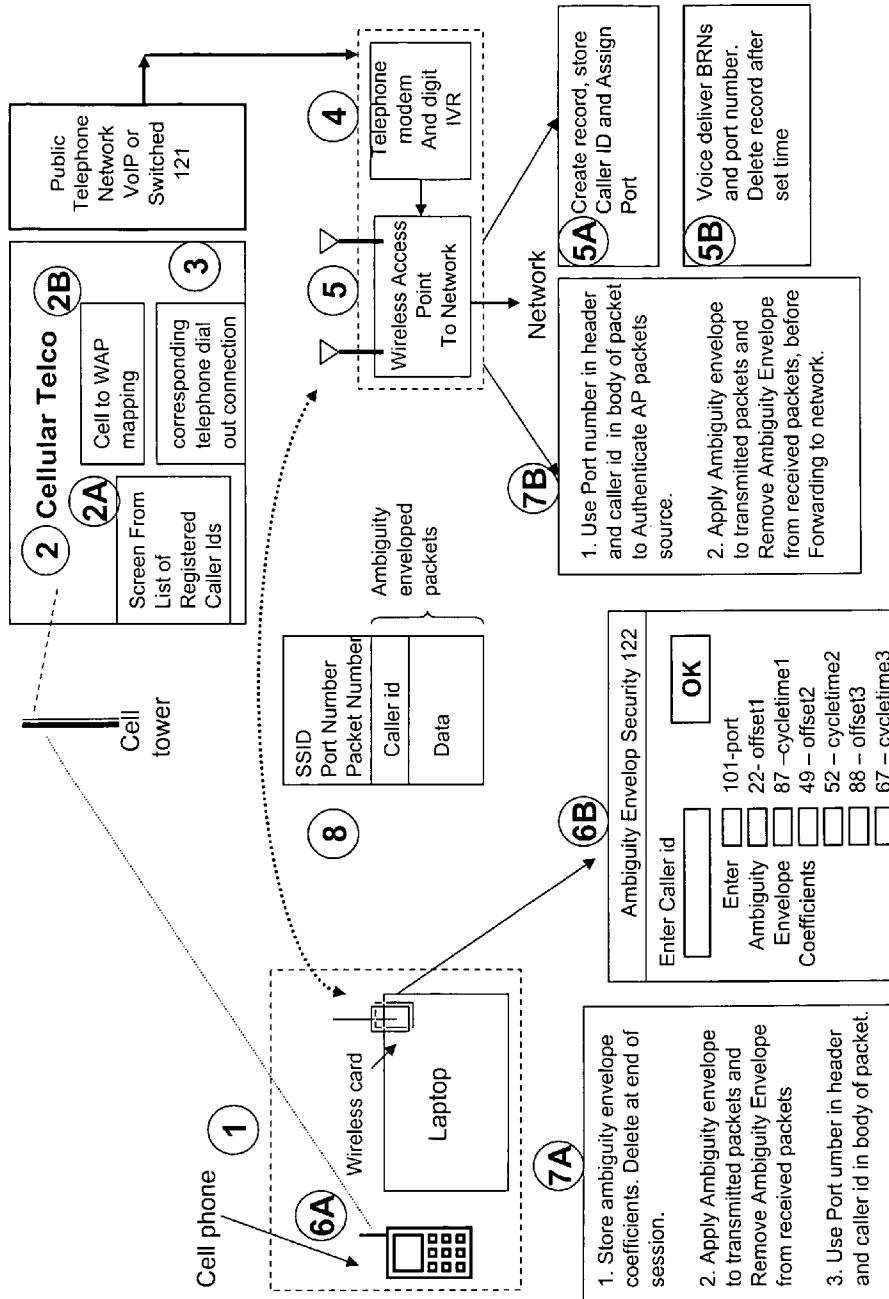 Cell phone
1
6A
Wireless card
Laptop
Cell
tower
2
Cellular Telco
2A
2B
Screen From
List of
Registered
Caller Ids
Cell to WAP
mapping
3
corresponding
telephone dial
out connection
Public
Telephone
Network
VoIP or
Switched
121
8
SSID
Port Number
Packet Number
Caller id
Data
Ambiguity
enveloped
packets
5
Wireless Access
Point
To Network
4
Telephone
modem
And digit
IVR
Network
7A
1. Store ambiguity envelope
coefficients. Delete at end of
session.
2. Apply Ambiguity envelope
to transmitted packets and
Remove Ambiguity Envelope
from received packets
3. Use Port umber in header
and caller id in body of packet.
6B
Ambiguity Envelop Security 122
Enter Caller id
OK
Enter
Ambiguity
Envelope
Coefficients
101-port
22- offset1
87 –cycletime1
49 – offset2
52 – cycletime2
88 – offset3
67 – cycletime3
7B
1. Use Port number in header
and caller id in body of packet
to Authenticate AP packets
source.
2. Apply Ambiguity envelope
to transmitted packets and
Remove Ambiguity Envelope
from received packets, before
Forwarding to network.
5A
Create record, store
Caller ID and Assign
Port
5B
Voice deliver BRNs
and port number.
Delete record after
set time